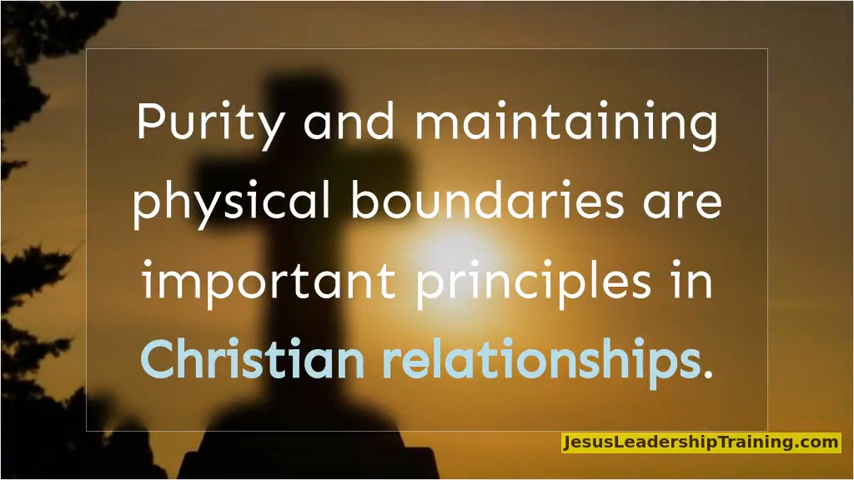 Purity and maintaining
physical boundaries are
important principles in
Christian relationships.
JesusLeadershipTraining.com